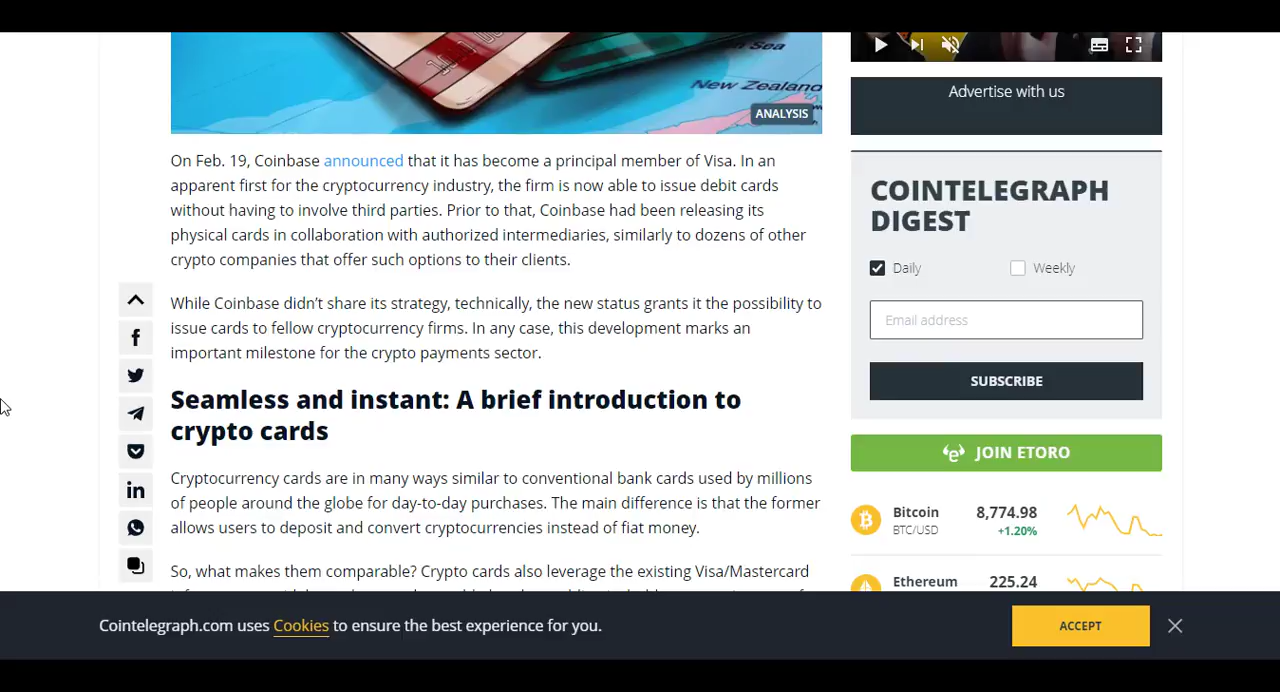 Sea
New Zealand
ANALYSIS
On Feb. 19, Coinbase announced that it has become a principal member of Visa. In an
apparent first for the cryptocurrency industry, the firm is now able to issue debit cards
without having to involve third parties. Prior to that, Coinbase had been releasing its
physical cards in collaboration with authorized intermediaries, similarly to dozens of other
crypto companies that offer such options to their clients.
While Coinbase didn't share its strategy, technically, the new status grants it the possibility to
issue cards to fellow cryptocurrency firms. In any case, this development marks an
important milestone for the crypto payments sector.
Seamless and instant: A brief introduction to
crypto cards
Cryptocurrency cards are in many ways similar to conventional bank cards used by millions
of people around the globe for day-to-day purchases. The main difference is that the former
allows users to deposit and convert cryptocurrencies instead of fiat money.
So, what makes them comparable? Crypto cards also leverage the existing Visa/Mastercard
Advertise with us
COINTELEGRAPH
DIGEST
Daily
Weekly
Email address
SUBSCRIBE
JOIN ETORO
Bitcoin 8,774.98
BTC/USD +1.20%
Ethereum 225.24
Cointelegraph.com uses Cookies to ensure the best experience for you.
ACCEPT